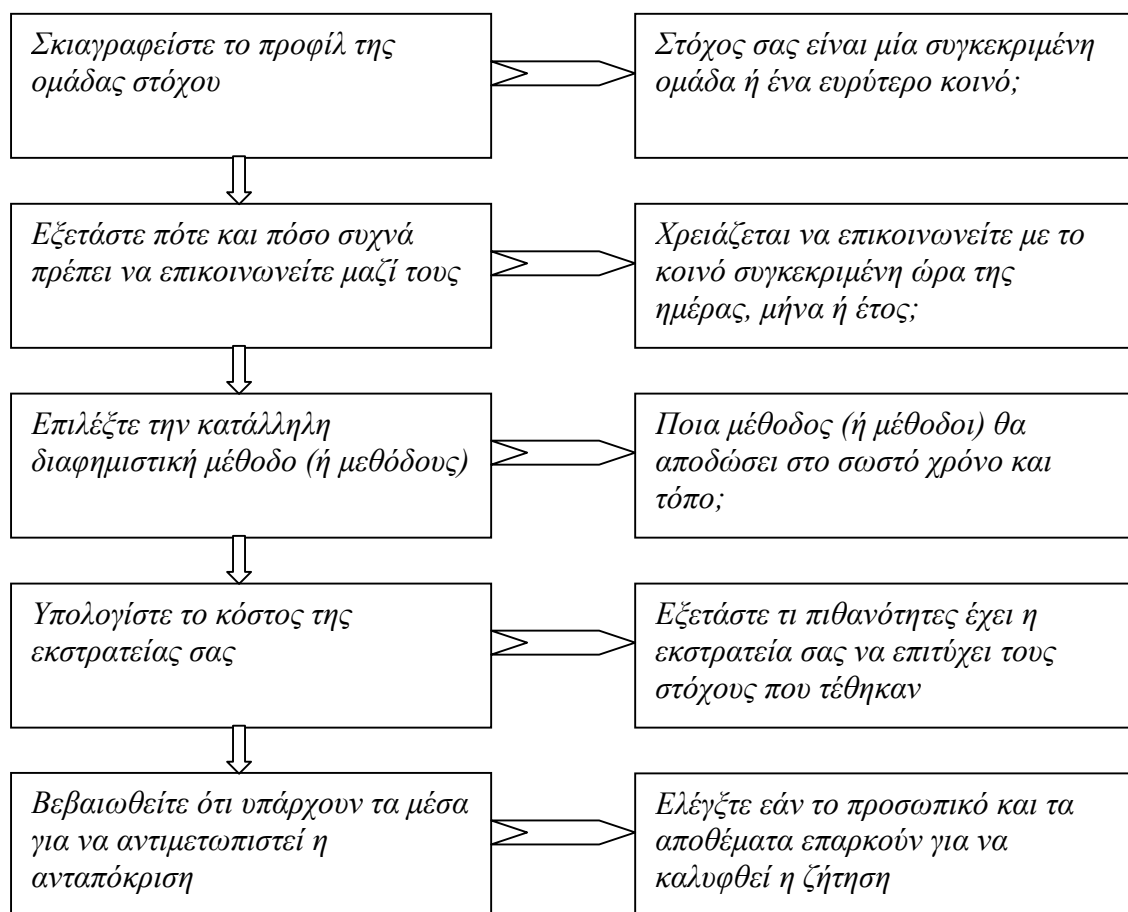 Σκιαγραφείστε το προφίλ της
ομάδας στόχου
Στόχος σας είναι μία συγκεκριμένη
ομάδα ή ένα ευρύτερο κοινό;
Εξετάστε πότε και πόσο συχνά
πρέπει να επικοινωνείτε μαζί τους
Χρειάζεται να επικοινωνείτε με το
κοινό συγκεκριμένη ώρα της
ημέρας, μήνα ή έτος;
Επιλέξτε την κατάλληλη
διαφημιστική μέθοδο (ή μεθόδους)
Ποια μέθοδος (ή μέθοδοι) θα
αποδώσει στο σωστό χρόνο και
τόπο;
Υπολογίστε το κόστος της
εκστρατείας σας
Εξετάστε τι πιθανότητες έχει η
εκστρατεία σας να επιτύχει τους
στόχους που τέθηκαν
Βεβαιωθείτε ότι υπάρχουν τα μέσα
για να αντιμετωπιστεί η
ανταπόκριση
Ελέγξτε εάν το προσωπικό και τα
αποθέματα επαρκούν για να
καλυφθεί η ζήτηση